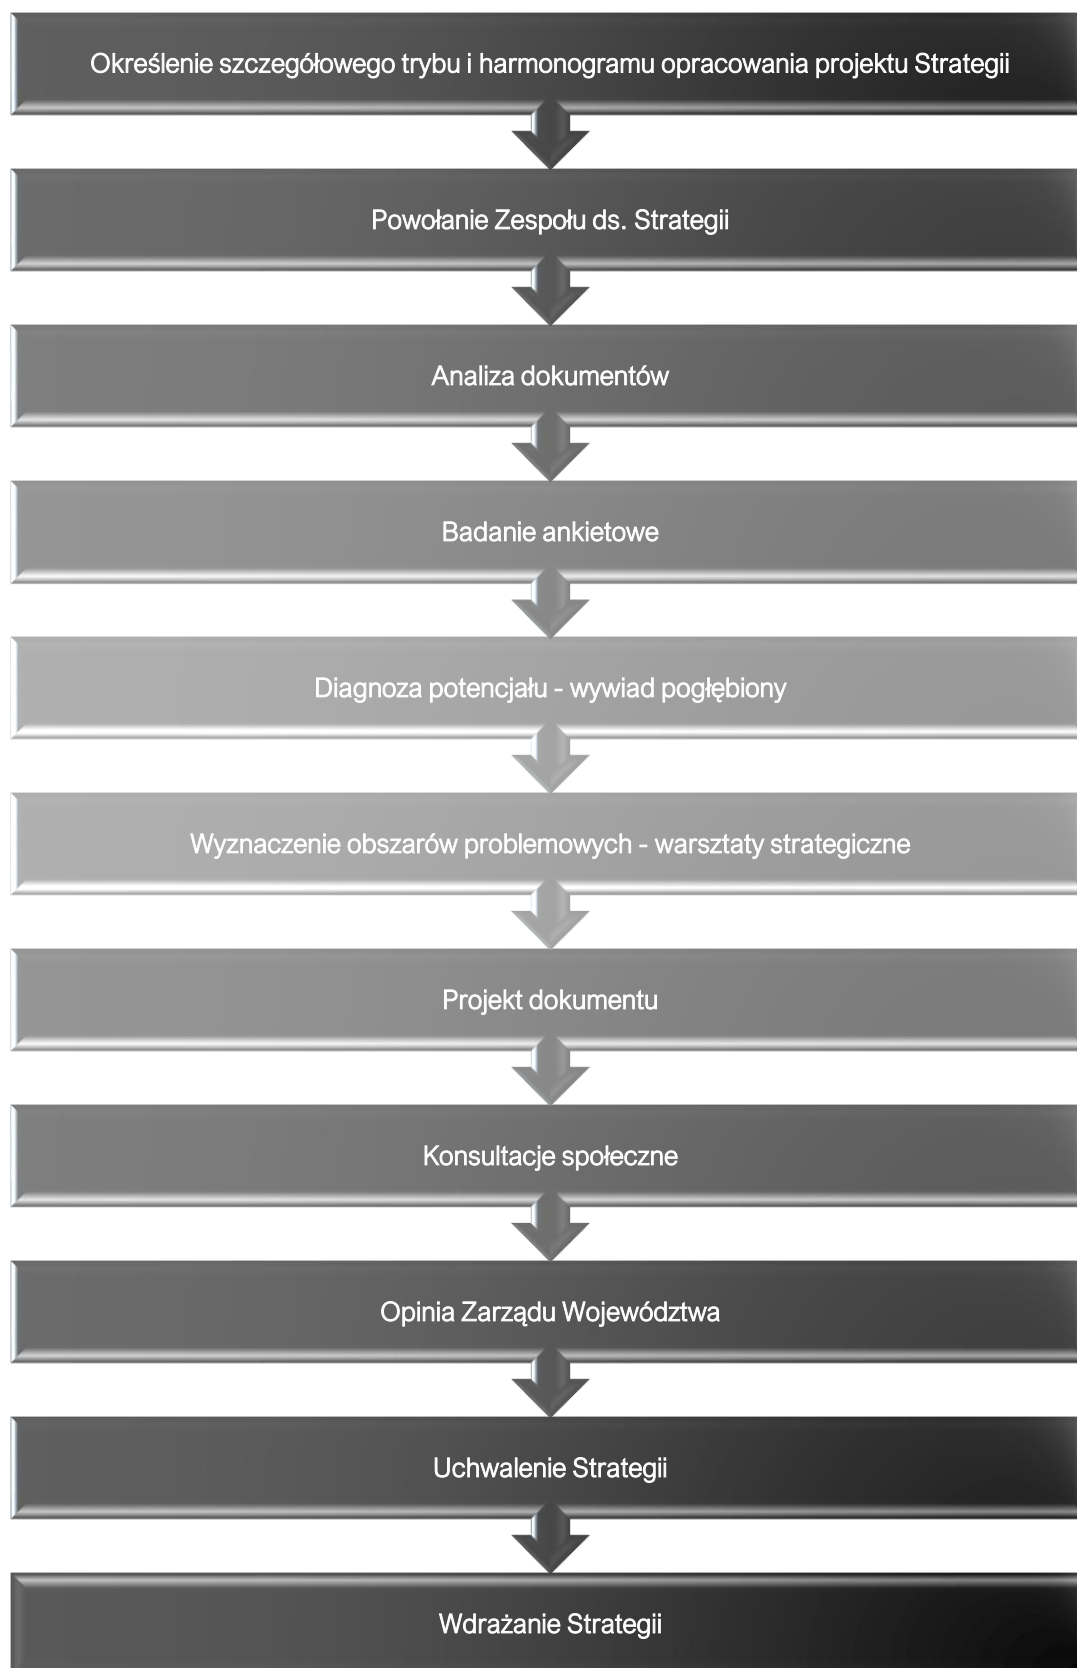 Określenie szczegółowego trybu i harmonogramu opracowania projektu Strategii
Powołanie Zespołu ds. Strategii
Analiza dokumentów
Badanie ankietowe
Diagnoza potencjału - wywiad pogłębiony
Wyznaczenie obszarów problemowych - warsztaty strategiczne
Projekt dokumentu
Konsultacje społeczne
Opinia Zarządu Województwa
Uchwalenie Strategii
Wdrażanie Strategii